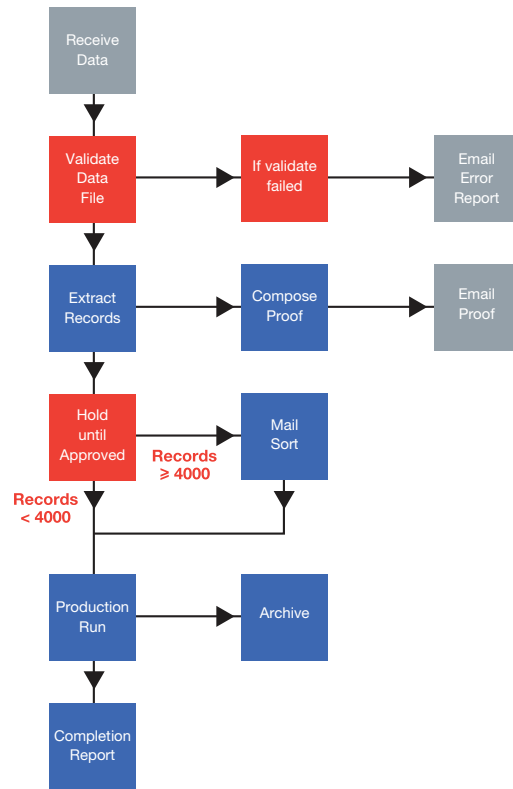 Receive
Data
Validate
Data
File
If validate
failed
Email
Error
Report
Extract
Records
Compose
Proof
Email
Proof
Hold
until
Approved
Records
≥ 4000
Mail
Sort
Records
< 4000
Production
Run
Archive
Completion
Report